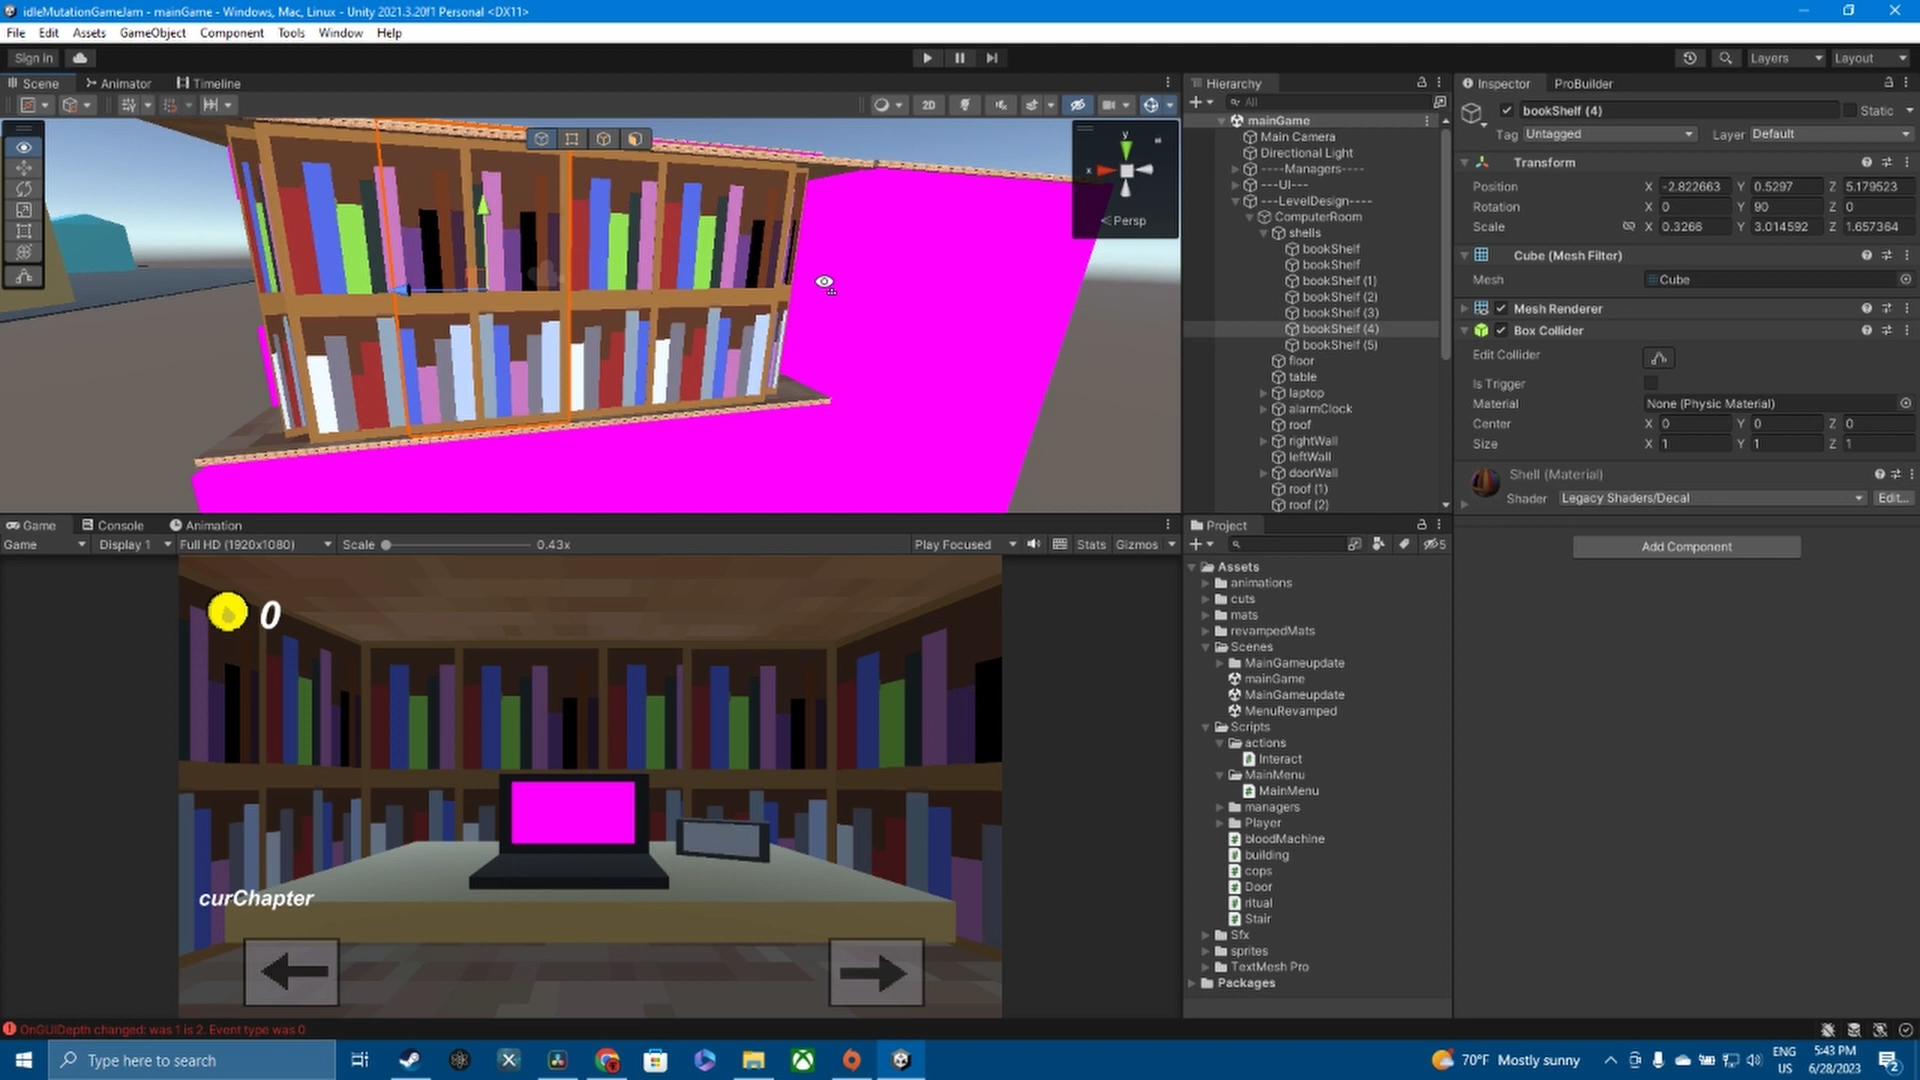 idleMutationGameJam - mainGame - Windows, Mac, Linux - Unity 2021.3.20f1 Personal <DX11>
File Edit Assets GameObject Component Tools Window Help
Sign in
Layers Layout
Scene Animator Timeline
2D
y
x
Persp
Hierarchy
All
mainGame
Main Camera
Directional Light
----Managers----
---UI---
---LevelDesign----
ComputerRoom
shells
bookShelf
bookShelf
bookShelf (1)
bookShelf (2)
bookShelf (3)
bookShelf (4)
bookShelf (5)
floor
table
laptop
alarmClock
roof
rightWall
leftWall
doorWall
roof (1)
roof (2)
Inspector ProBuilder
bookShelf (4) Static
Tag Untagged Layer Default
Transform
Position X -2.822663 Y 0.5297 Z 5.179523
Rotation X 0 Y 90 Z 0
Scale X 0.3266 Y 3.014592 Z 1.657364
Cube (Mesh Filter)
Mesh Cube
Mesh Renderer
Box Collider
Edit Collider
Is Trigger
Material None (Physic Material)
Center X 0 Y 0 Z 0
Size X 1 Y 1 Z 1
Shell (Material)
Shader Legacy Shaders/Decal Edit...
Add Component
Game Console Animation
Game Display 1 Full HD (1920x1080) Scale 0.43x Play Focused Stats Gizmos
0
curChapter
Project
5
Assets
animations
cuts
mats
revampedMats
Scenes
MainGameupdate
mainGame
MainGameupdate
MenuRevamped
Scripts
actions
Interact
MainMenu
MainMenu
managers
Player
bloodMachine
building
cops
Door
ritual
Stair
Sfx
sprites
TextMesh Pro
Packages
OnGUIDepth changed: was 1 is 2. Event type was 0
Type here to search
70°F Mostly sunny
ENG
US
5:43 PM
6/28/2023
2